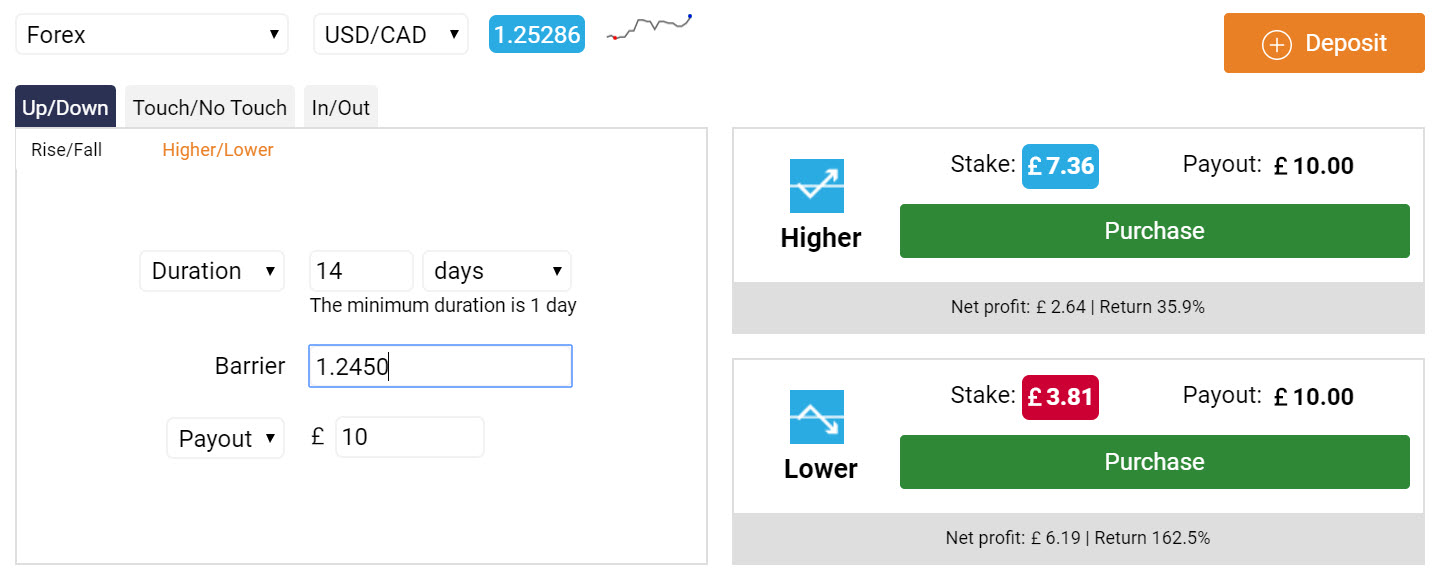 Forex USD/CAD 1.25286
Deposit
Up/Down Touch/No Touch In/Out
Rise/Fall Higher/Lower
Duration 14 days
The minimum duration is 1 day
Barrier 1.2450
Payout £ 10
Higher
Stake: £ 7.36 Payout: £ 10.00
Purchase
Net profit: £ 2.64 | Return 35.9%
Lower
Stake: £ 3.81 Payout: £ 10.00
Purchase
Net profit: £ 6.19 | Return 162.5%